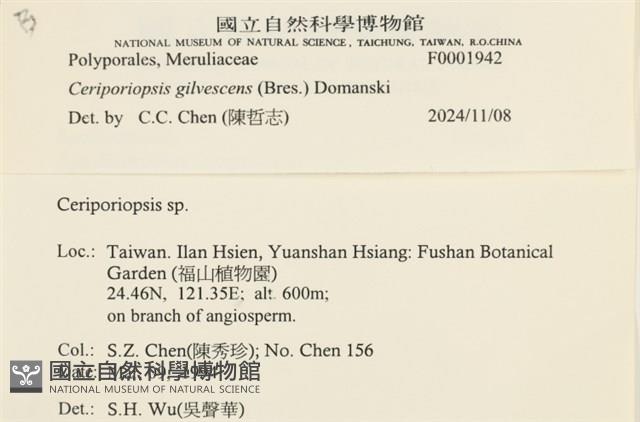 國立自然科學博物館
NATIONAL MUSEUM OF NATURAL SCIENCE, TAICHUNG, TAIWAN, R.O.CHINA
Polyporales, Meruliaceae F0001942
Ceriporiopsis gilvescens (Bres.) Domanski
Det. by C.C. Chen (陳哲志) 2024/11/08
Ceriporiopsis sp.
Loc.: Taiwan. Ilan Hsien, Yuanshan Hsiang: Fushan Botanical
Garden (福山植物園)
24.46N, 121.35E; alt. 600m;
on branch of angiosperm.
Col.: S.Z. Chen(陳秀珍); No. Chen 156
國立自然科學博物館
NATIONAL MUSEUM OF NATURAL SCIENCE
Det.: S.H. Wu(吳聲華)